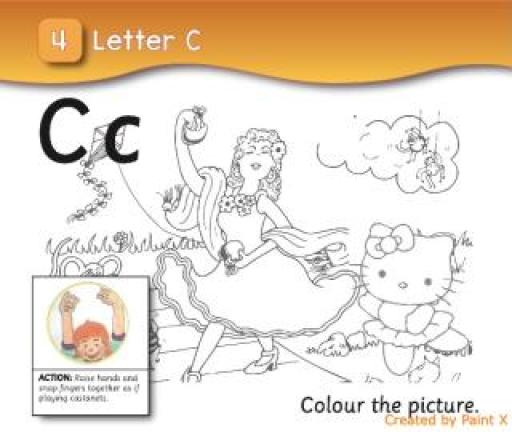 4 Letter C
Cc
ACTION: Raise hands and
snap fingers together as if
playing castanets.
Colour the picture.
Created by Paint X